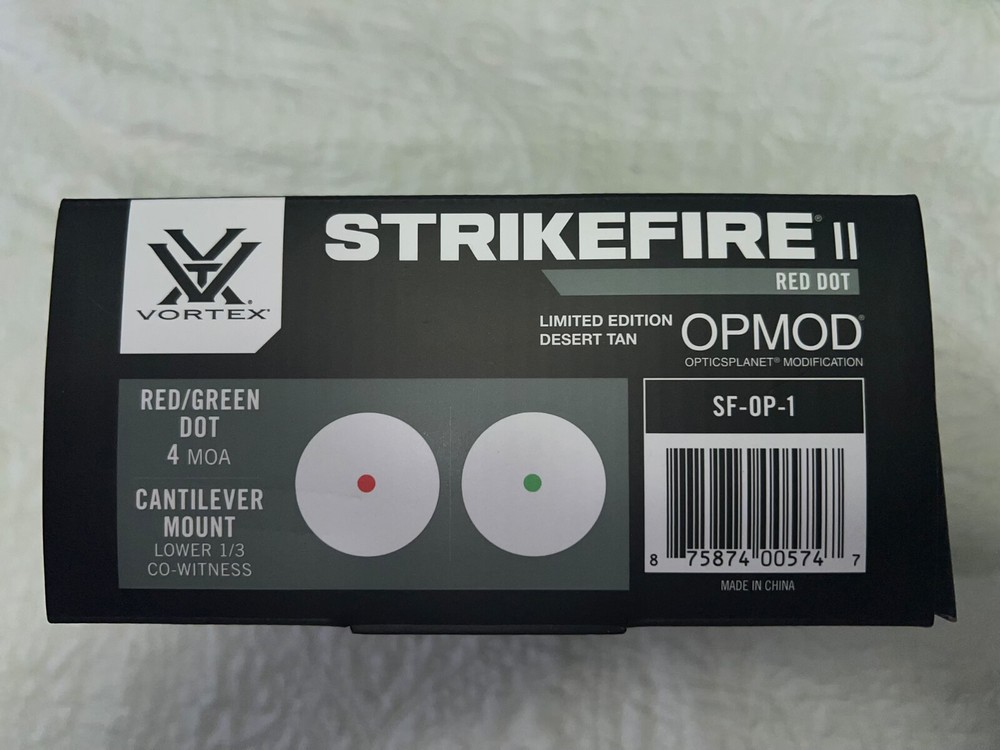 VORTEX®
STRIKEFIRE® II
RED DOT
LIMITED EDITION
DESERT TAN
OPMOD®
OPTICSPLANET® MODIFICATION
RED/GREEN
DOT
4 MOA
CANTILEVER
MOUNT
LOWER 1/3
CO-WITNESS
SF-OP-1
8 75874 00574 7
MADE IN CHINA